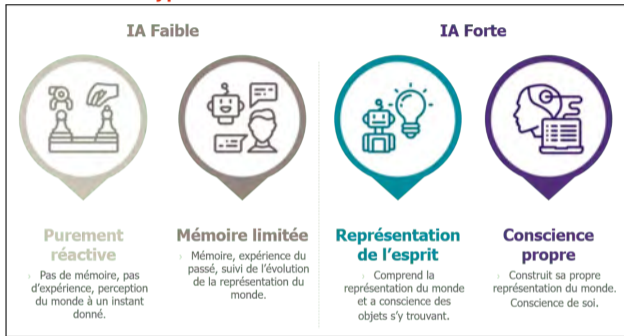 IA Faible
IA Forte
Purement
réactive
› Pas de mémoire, pas
d'expérience, perception
du monde à un instant
donné.
Mémoire limitée
› Mémoire, expérience du
passé, suivi de l'évolution
de la représentation du
monde.
Représentation
de l'esprit
› Comprend la
représentation du monde
et a conscience des
objets s'y trouvant.
Conscience
propre
› Construit sa propre
représentation du monde.
Conscience de soi.